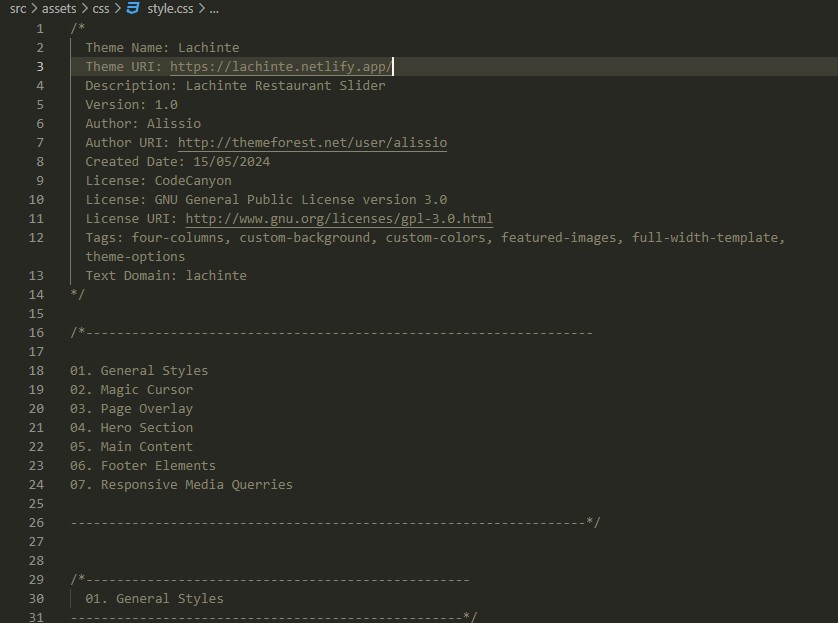 src > assets > css > style.css > ...
1 /*
2 Theme Name: Lachinte
3 Theme URI: https://lachinte.netlify.app/
4 Description: Lachinte Restaurant Slider
5 Version: 1.0
6 Author: Alissio
7 Author URI: http://themeforest.net/user/alissio
8 Created Date: 15/05/2024
9 License: CodeCanyon
10 License: GNU General Public License version 3.0
11 License URI: http://www.gnu.org/licenses/gpl-3.0.html
12 Tags: four-columns, custom-background, custom-colors, featured-images, full-width-template,
theme-options
13 Text Domain: lachinte
14 */
15
16 /*------------------------------------------------------------------
17
18 01. General Styles
19 02. Magic Cursor
20 03. Page Overlay
21 04. Hero Section
22 05. Main Content
23 06. Footer Elements
24 07. Responsive Media Querries
25
26 -------------------------------------------------------------------*/
27
28
29 /*--------------------------------------------------
30 01. General Styles
31 ---------------------------------------------------*/